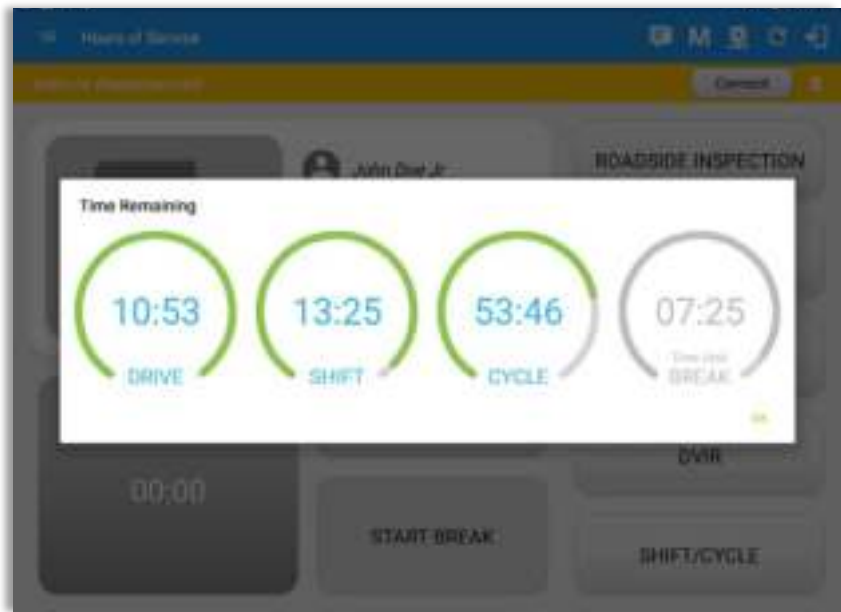 Hours of Service
M
Connect
John Doe Jr
ROADSIDE INSPECTION
Time Remaining
10:53
DRIVE
13:25
SHIFT
53:46
CYCLE
07:25
BREAK
DVIR
00:00
START BREAK
SHIFT/CYCLE